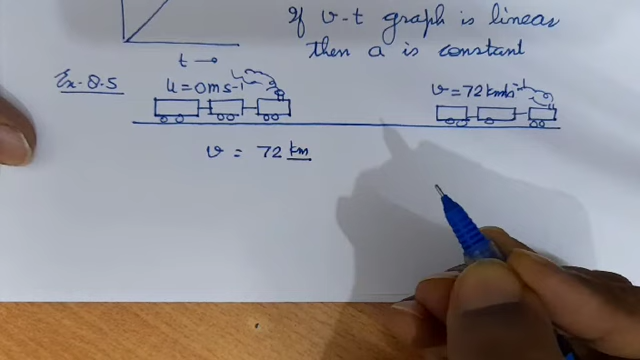 If v-t graph is linear
then a is constant
t
Ex-8.5
u = 0 m s-1
v = 72 kmh-1
v = 72 km